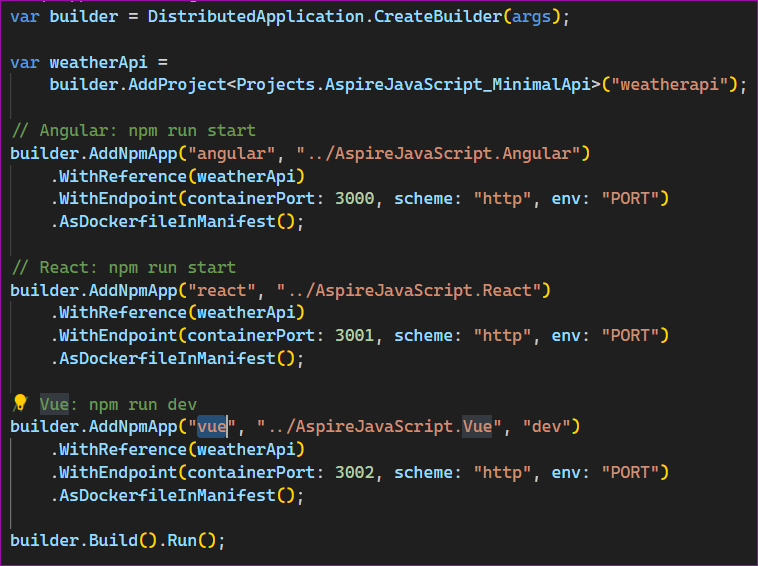 var builder = DistributedApplication.CreateBuilder(args);
var weatherApi =
builder.AddProject<Projects.AspireJavaScript_MinimalApi>("weatherapi");
// Angular: npm run start
builder.AddNpmApp("angular", "../AspireJavaScript.Angular")
.WithReference(weatherApi)
.WithEndpoint(containerPort: 3000, scheme: "http", env: "PORT")
.AsDockerfileInManifest();
// React: npm run start
builder.AddNpmApp("react", "../AspireJavaScript.React")
.WithReference(weatherApi)
.WithEndpoint(containerPort: 3001, scheme: "http", env: "PORT")
.AsDockerfileInManifest();
// Vue: npm run dev
builder.AddNpmApp("vue", "../AspireJavaScript.Vue", "dev")
.WithReference(weatherApi)
.WithEndpoint(containerPort: 3002, scheme: "http", env: "PORT")
.AsDockerfileInManifest();
builder.Build().Run();